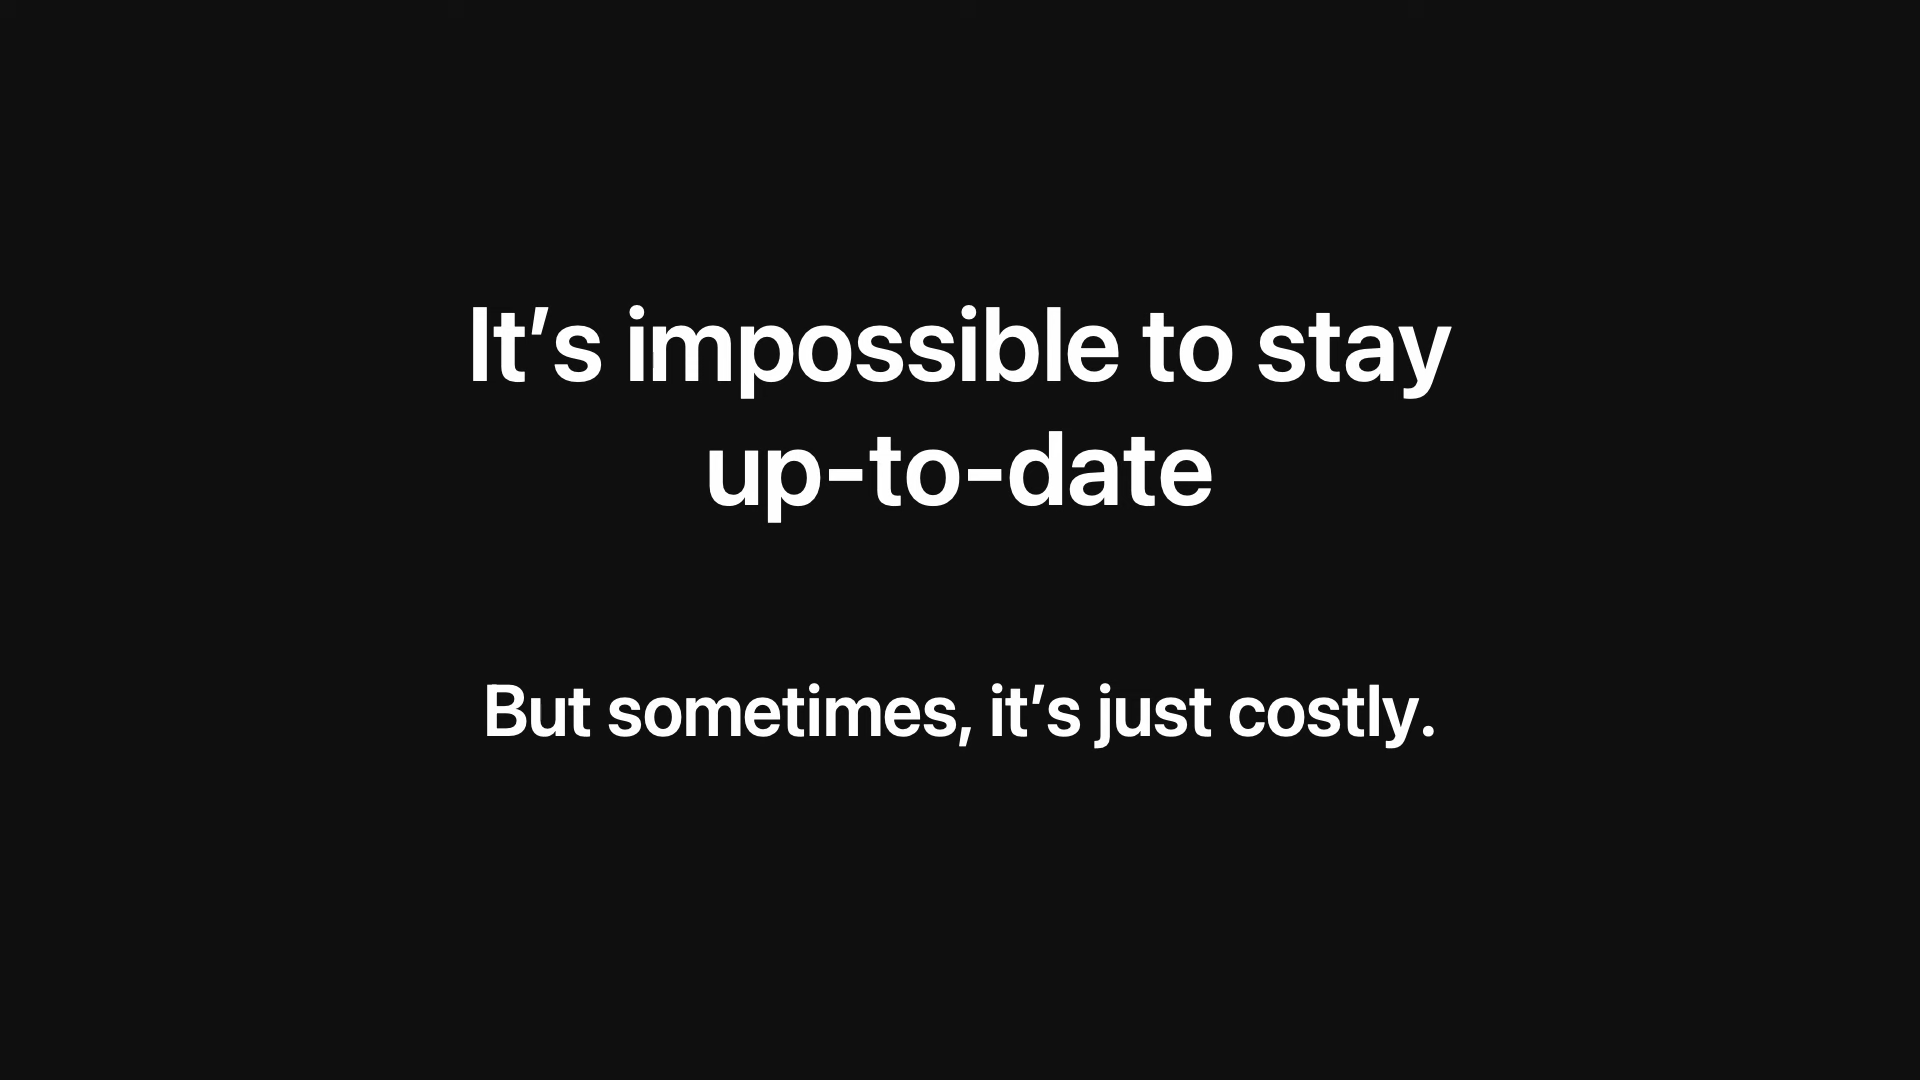 It’s impossible to stay
up-to-date
But sometimes, it’s just costly.